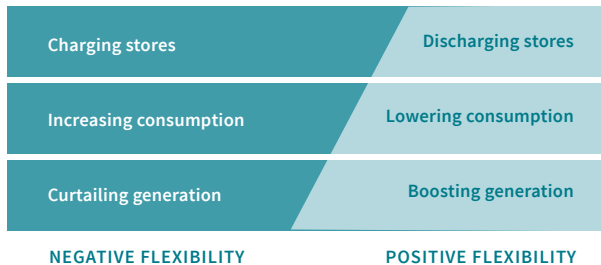 Charging stores
Discharging stores
Increasing consumption
Lowering consumption
Curtailing generation
Boosting generation
NEGATIVE FLEXIBILITY
POSITIVE FLEXIBILITY